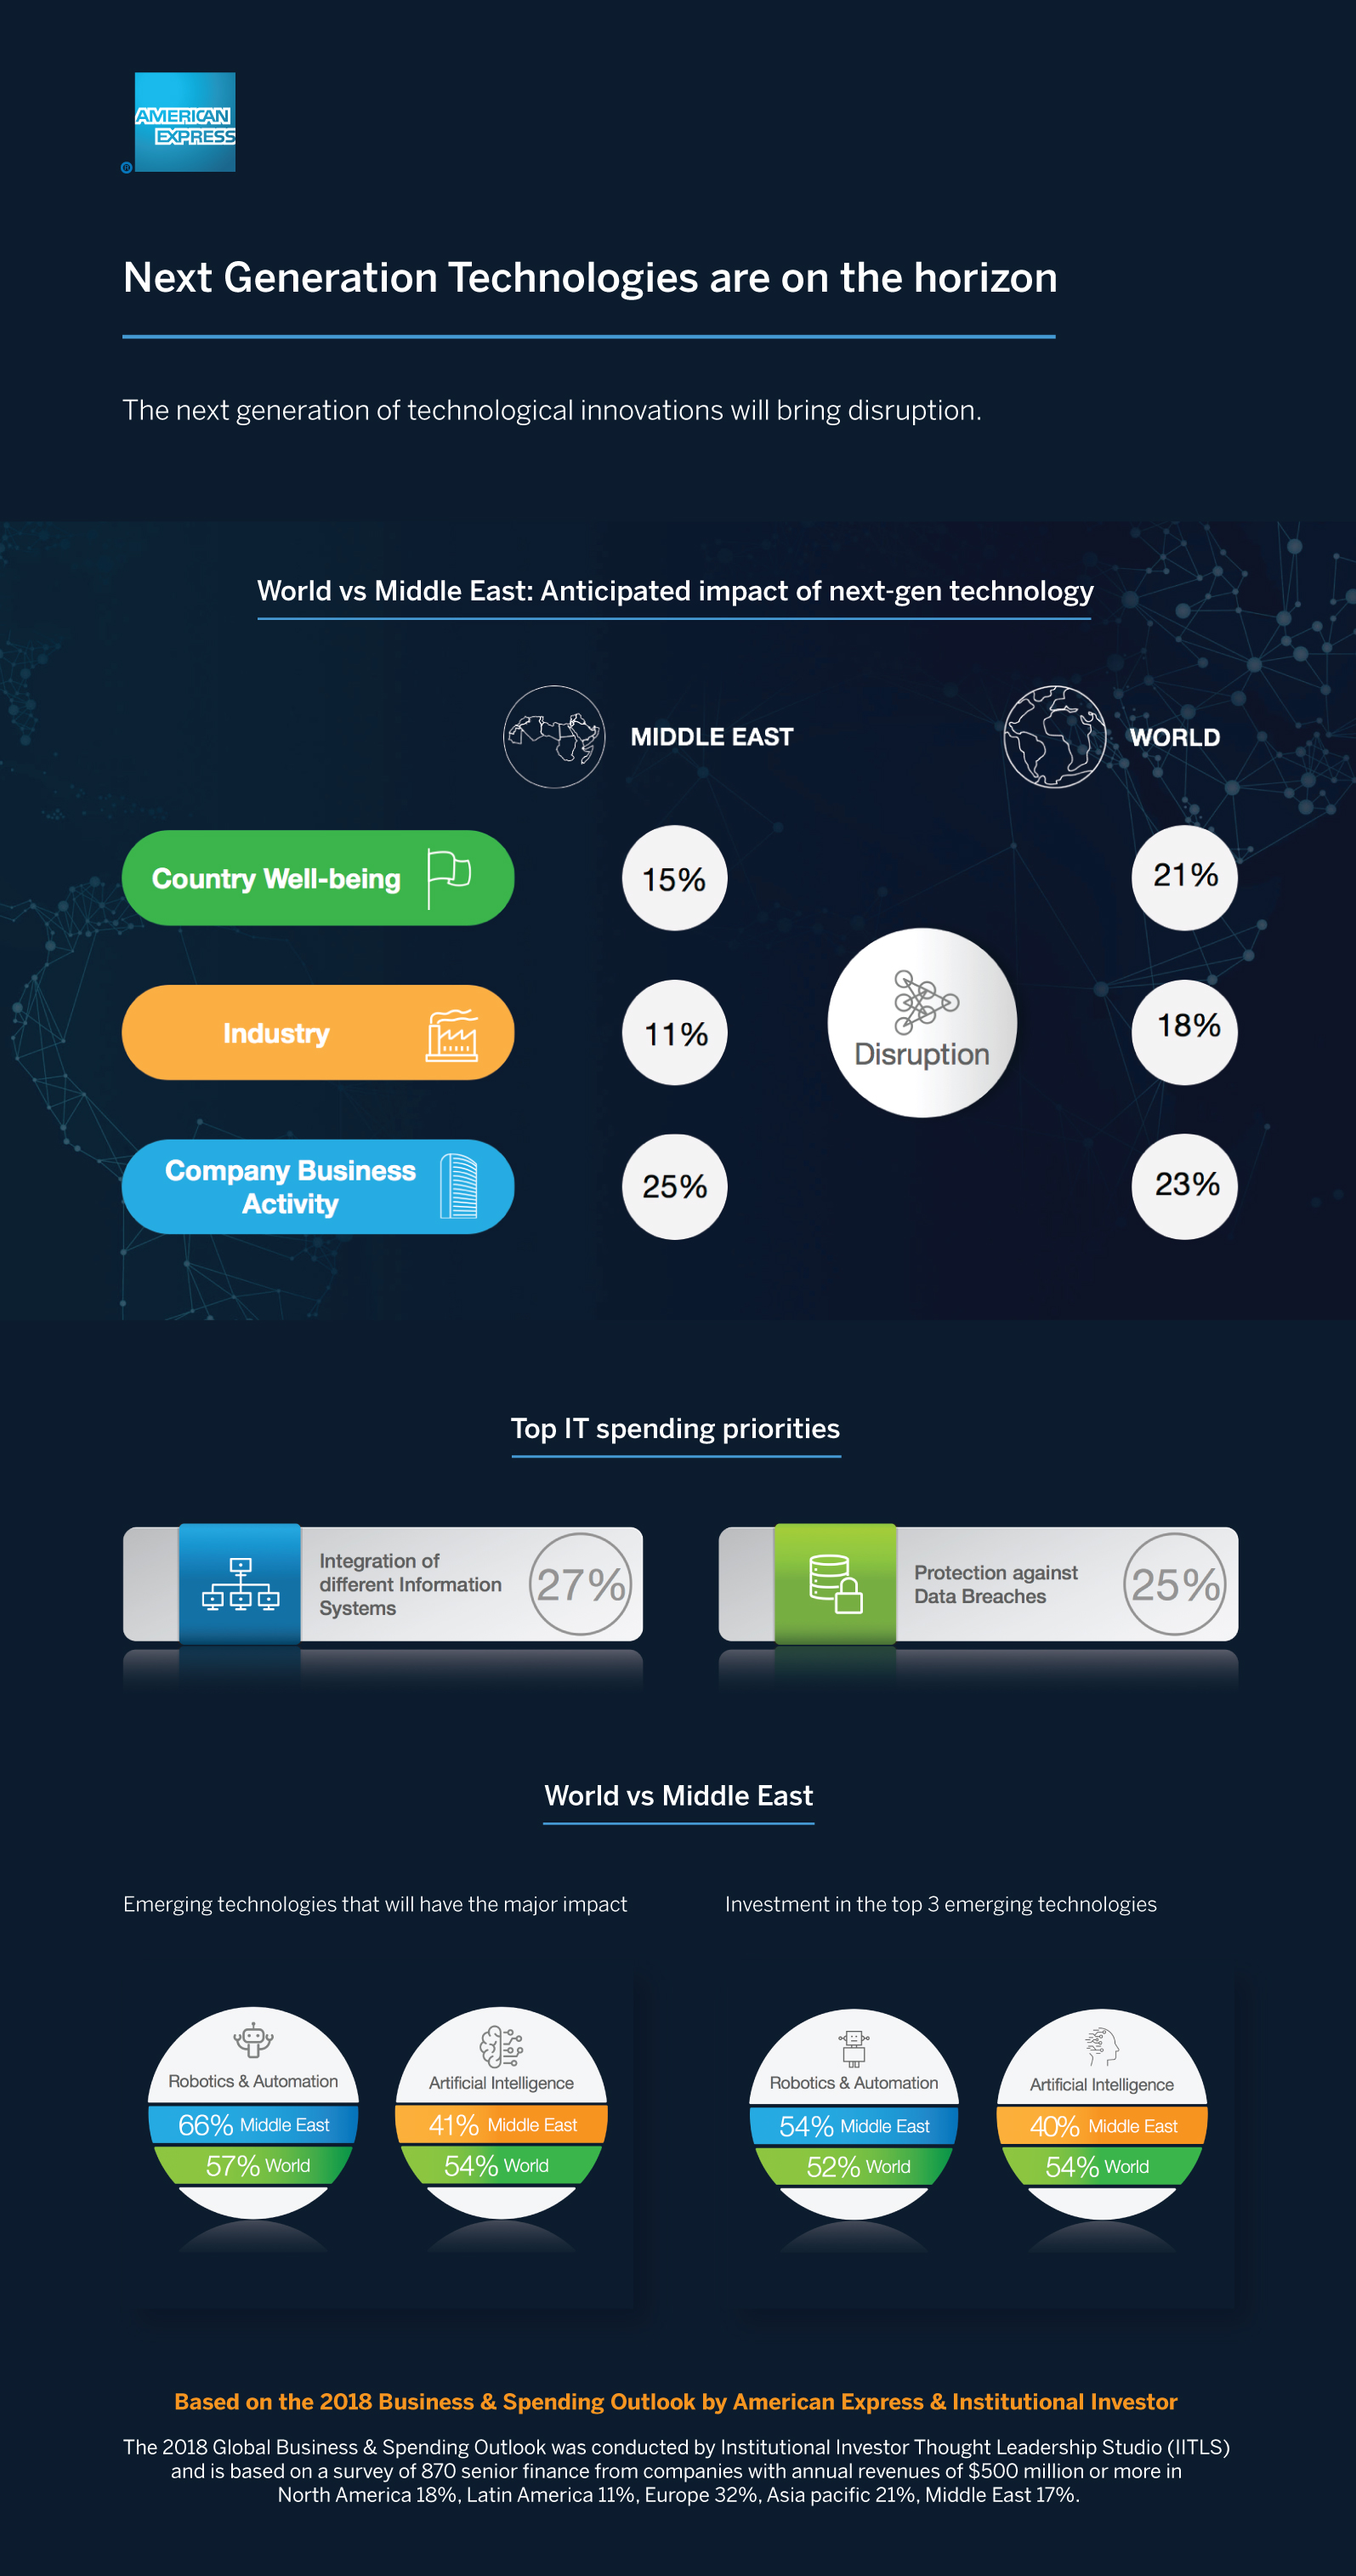 AMERICAN
EXPRESS
®
Next Generation Technologies are on the horizon
The next generation of technological innovations will bring disruption.
World vs Middle East: Anticipated impact of next-gen technology
MIDDLE EAST
WORLD
Country Well-being
15%
21%
Industry
11%
Disruption
18%
Company Business
Activity
25%
23%
Top IT spending priorities
Integration of
different Information
Systems
27%
Protection against
Data Breaches
25%
World vs Middle East
Emerging technologies that will have the major impact
Robotics & Automation
66% Middle East
57% World
Artificial Intelligence
41% Middle East
54% World
Investment in the top 3 emerging technologies
Robotics & Automation
54% Middle East
52% World
Artificial Intelligence
40% Middle East
54% World
Based on the 2018 Business & Spending Outlook by American Express & Institutional Investor
The 2018 Global Business & Spending Outlook was conducted by Institutional Investor Thought Leadership Studio (IITLS)
and is based on a survey of 870 senior finance from companies with annual revenues of $500 million or more in
North America 18%, Latin America 11%, Europe 32%, Asia pacific 21%, Middle East 17%.